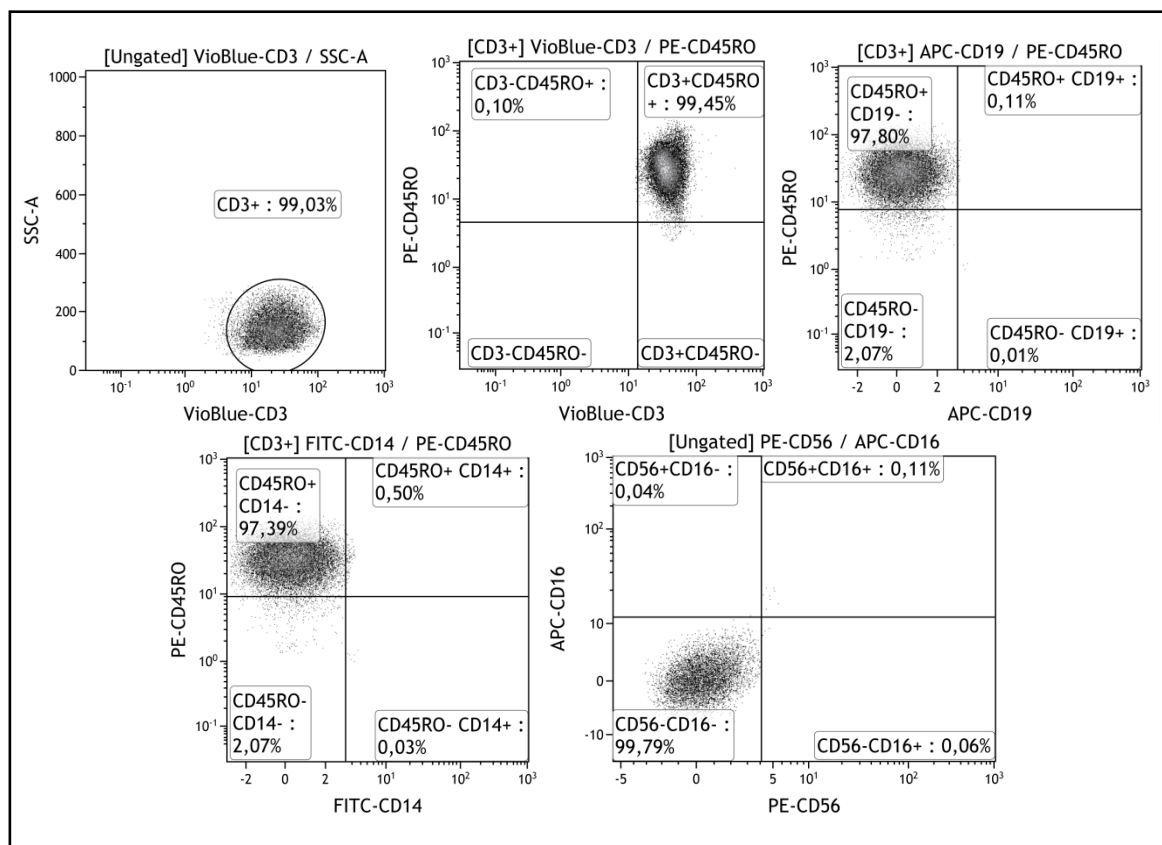 [Ungated] VioBlue-CD3 / SSC-A
1000
800
600
400
200
0
SSC-A
CD3+ : 99,03%
10-1
101
102
103
VioBlue-CD3
[CD3+] VioBlue-CD3 / PE-CD45RO
CD3-CD45RO+ :
0,10%
CD3+CD45RO
+ : 99,45%
103
102
101
100
10-1
PE-CD45RO
CD3-CD45RO-
CD3+CD45RO-
10-1
100
101
102
103
VioBlue-CD3
[CD3+] APC-CD19 / PE-CD45RO
CD45RO+
CD19- :
97,80%
CD45RO+ CD19+ :
0,11%
103
102
101
100
10-1
PE-CD45RO
CD45RO-
CD19- :
2,07%
CD45RO- CD19+ :
0,01%
-2
0
2
101
102
103
APC-CD19
[CD3+] FITC-CD14 / PE-CD45RO
CD45RO+
CD14- :
97,39%
CD45RO+ CD14+ :
0,50%
103
102
101
100
10-1
PE-CD45RO
CD45RO-
CD14- :
2,07%
CD45RO- CD14+ :
0,03%
-2
0
2
101
102
103
FITC-CD14
[Ungated] PE-CD56 / APC-CD16
CD56+CD16- :
0,04%
CD56+CD16+ : 0,11%
103
102
10
0
-10
APC-CD16
CD56-CD16- :
99,79%
CD56-CD16+ : 0,06%
-5
0
5
101
102
103
PE-CD56